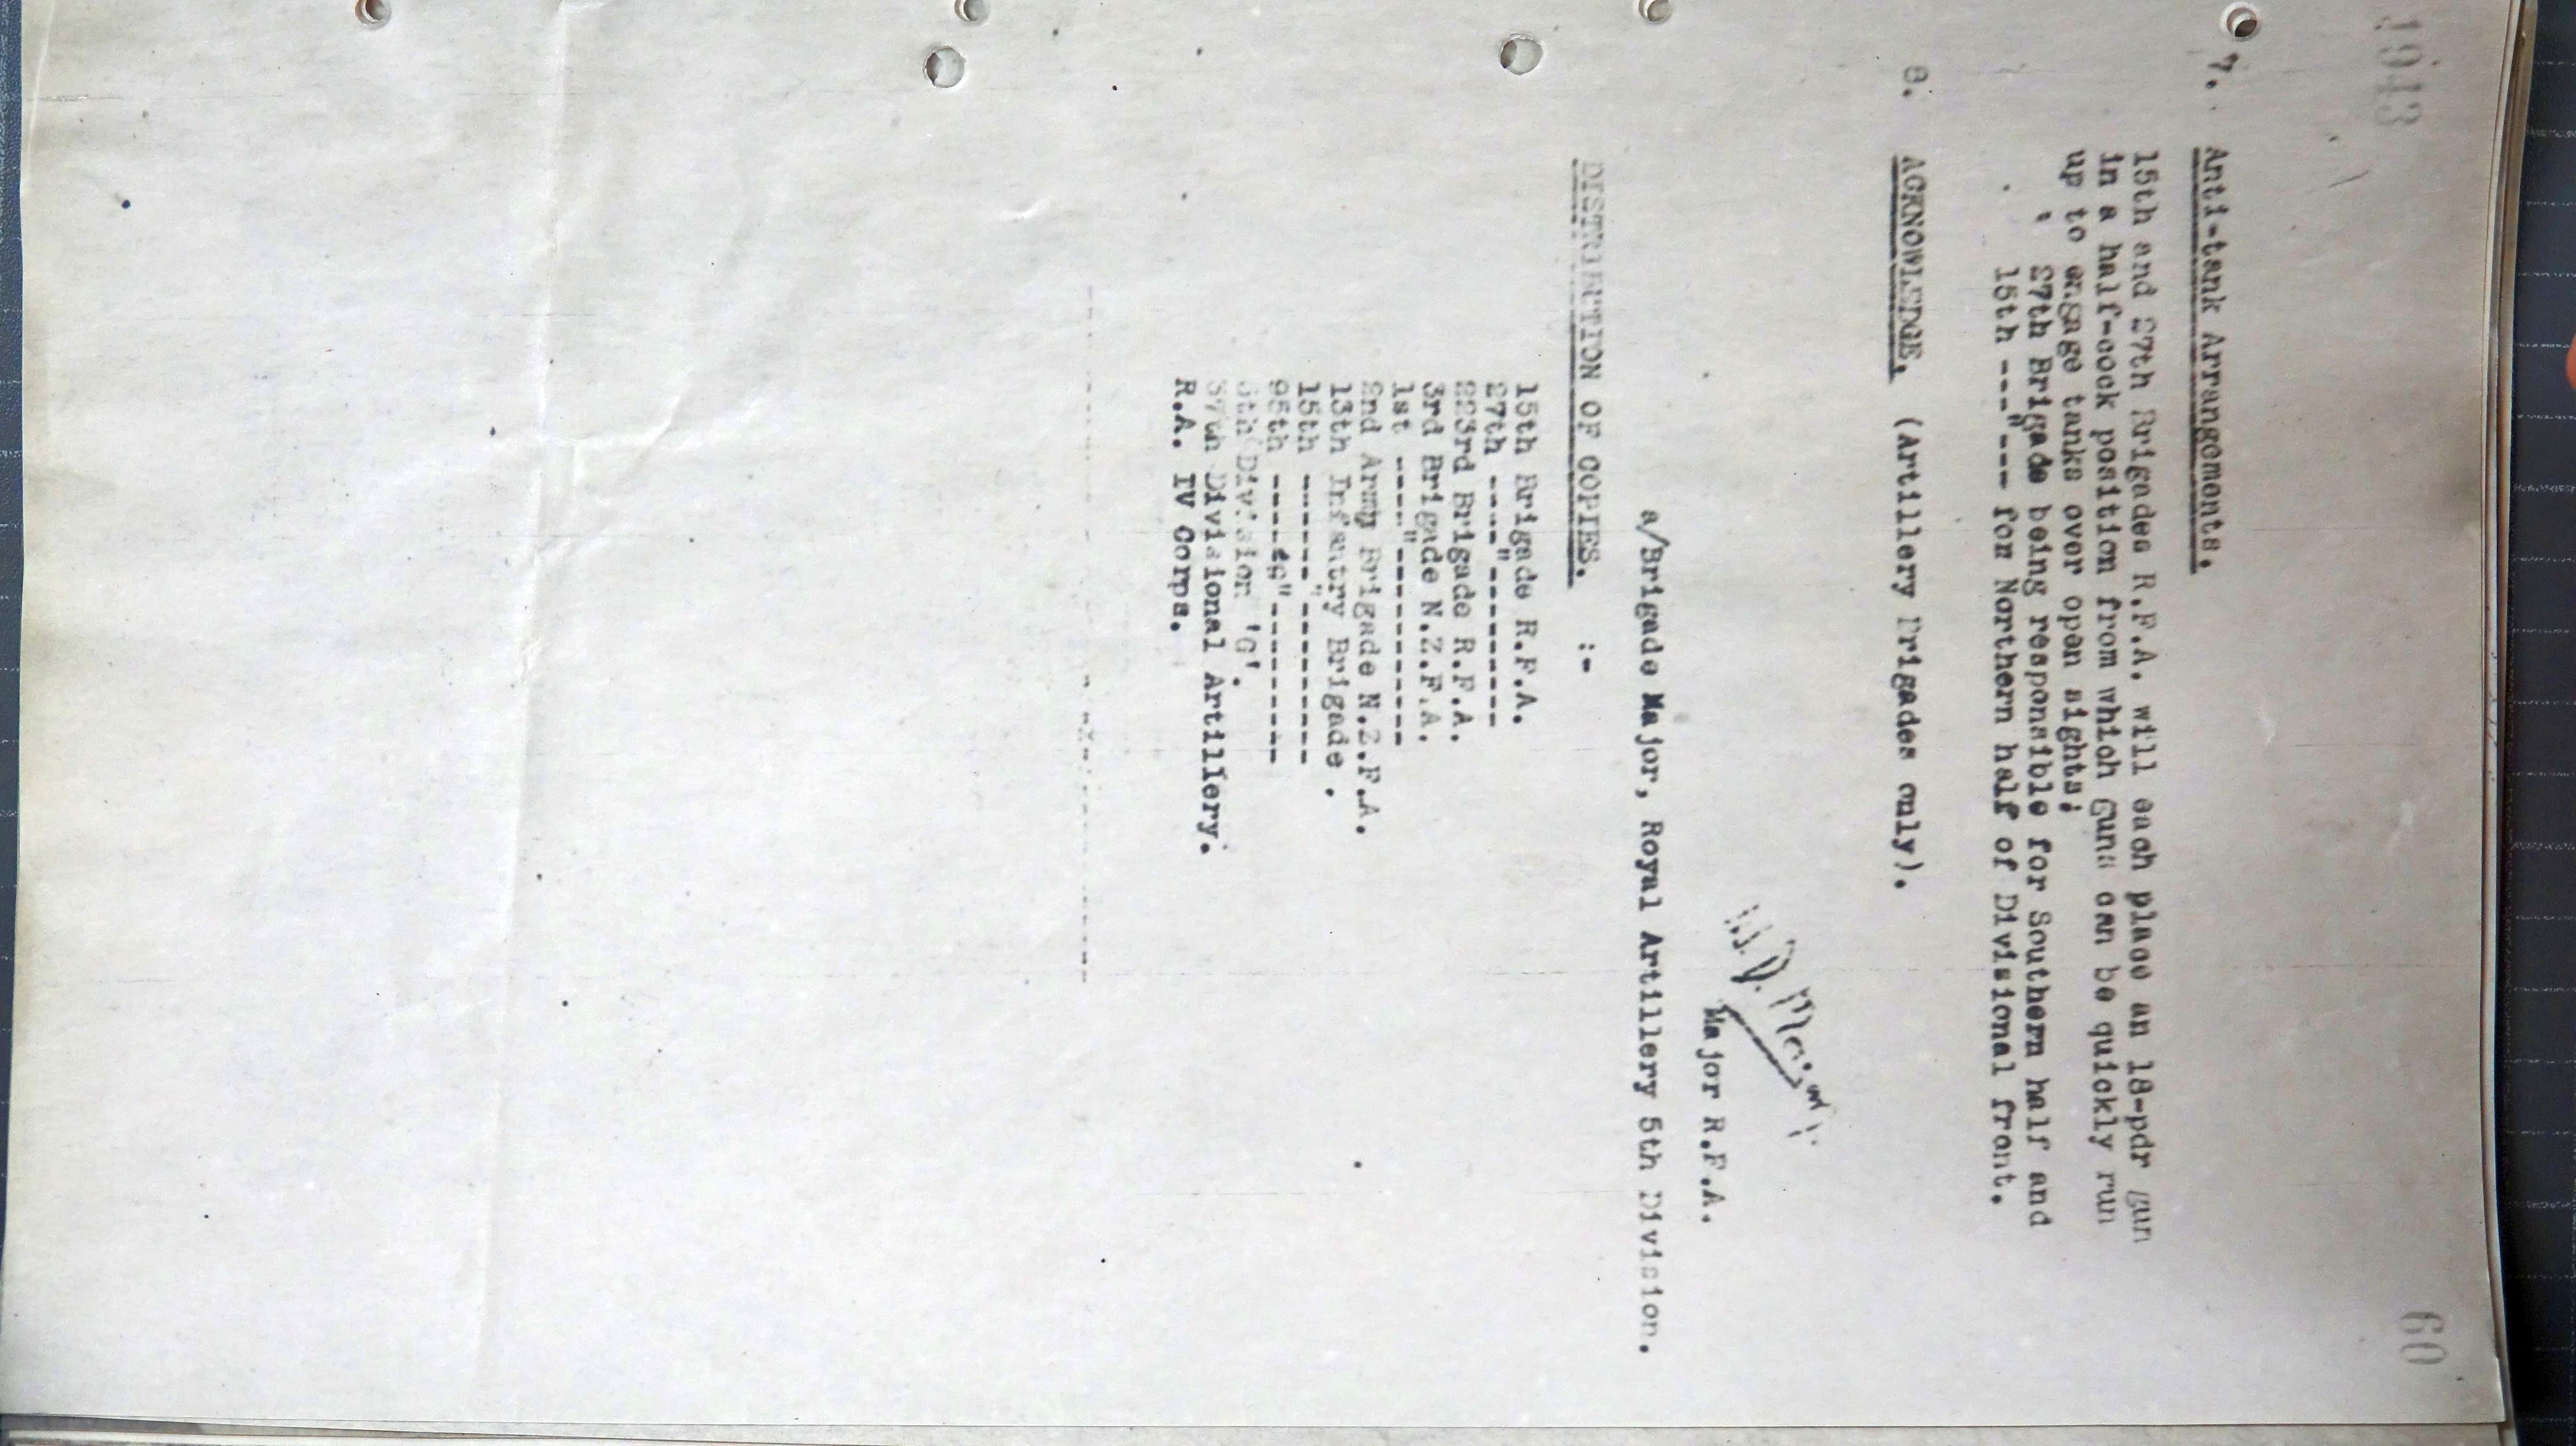 1943
60
7. Anti-tank Arrangements.
15th and 27th Brigades R.F.A. will each place an 18-pdr gun
in a half-cock position from which guns can be quickly run
up to engage tanks over open sights;
27th Brigade being responsible for Southern half and
15th ---"--- for Northern half of Divisional front.
8. ACKNOWLEDGE. (Artillery Brigades only).
Major R.F.A.
a/Brigade Major, Royal Artillery 5th Division.
DISTRIBUTION OF COPIES. :-
15th Brigade R.F.A.
27th ----"---------
223rd Brigade R.F.A.
3rd Brigade N.Z.F.A.
1st ----"----------
2nd Army Brigade N.Z.F.A.
13th Infantry Brigade .
15th ------"---------
95th ----"---------
5th Division 'G'.
37th Divisional Artillery.
R.A. IV Corps.